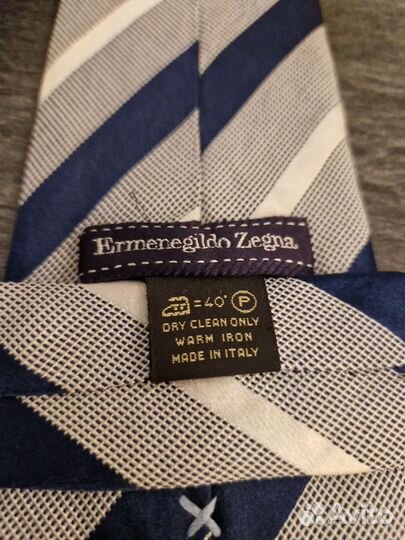 Ermenegildo Zegna
=40° P
DRY CLEAN ONLY
WARM IRON
MADE IN ITALY
Avito